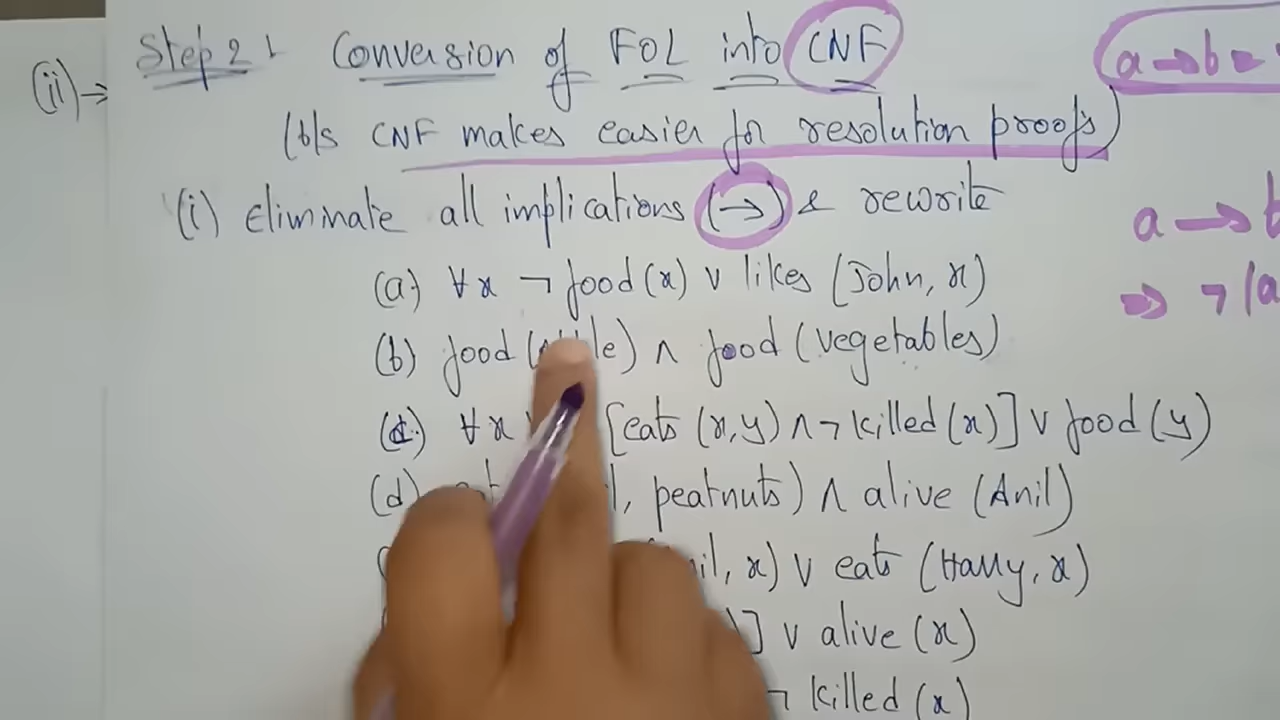 Step 2 : Conversion of FOL into CNF
a → b =
(ii) →
(b/s CNF makes easier for resolution proofs)
(i) Eliminate all implications (→) & rewrite
a →
⇒ ¬(a
(a) ∀x ¬ food(x) ∨ likes (John, x)
(b) food ( le) ∧ food (vegetables)
(c) ∀x [eats (x,y) ∧ ¬ killed (x)] ∨ food (y)
(d) , peatnuts) ∧ alive (Anil)
il, x) ∨ eats (Harry, x)
] ∨ alive (x)
¬ killed (x)